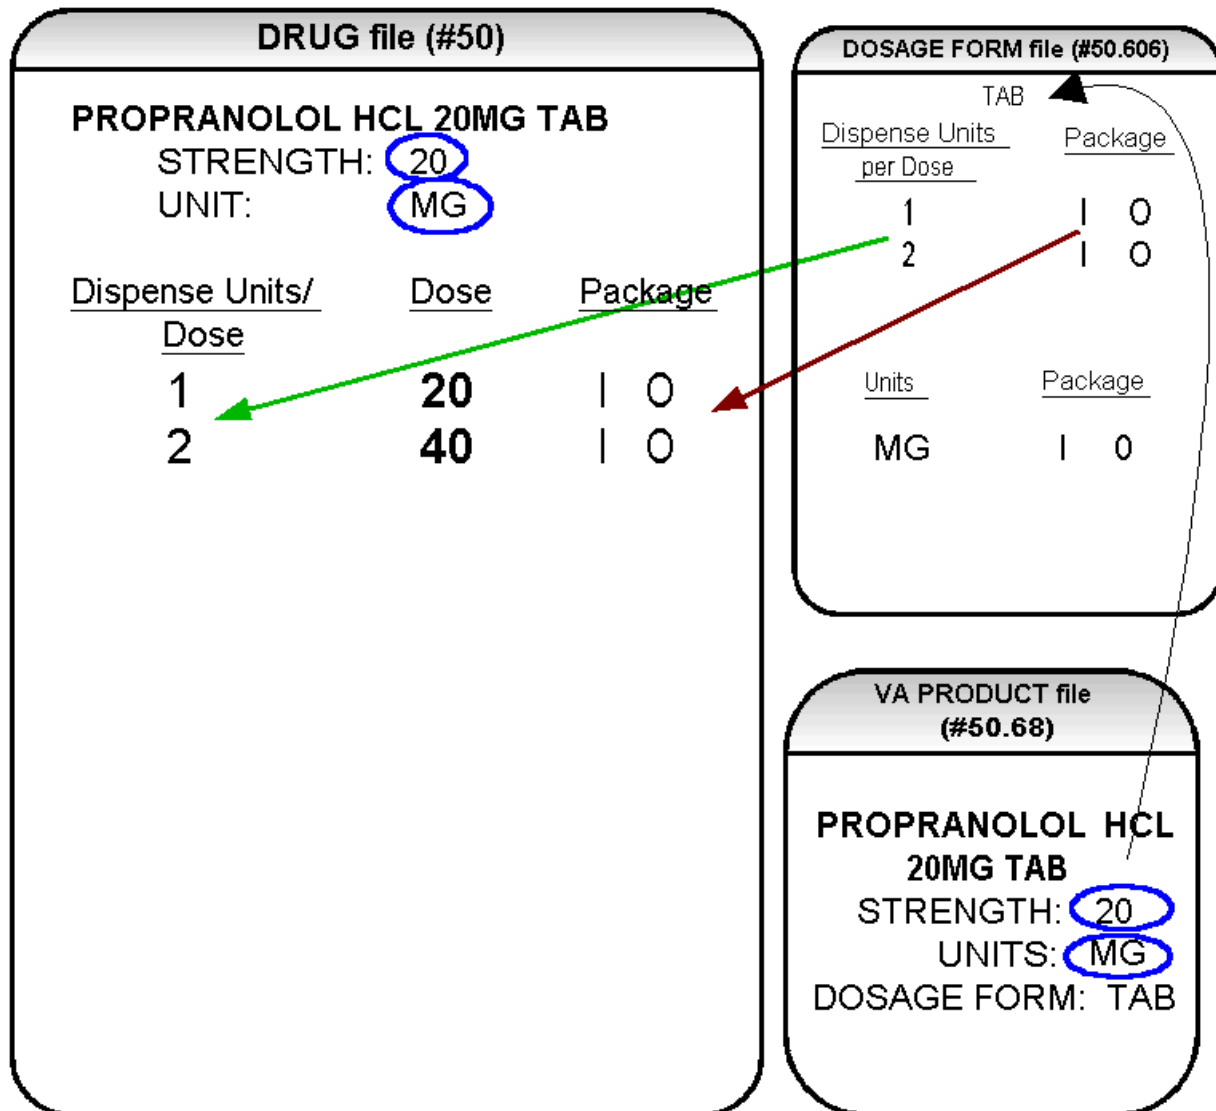 DRUG file (#50)
PROPRANOLOL HCL 20MG TAB
STRENGTH: 20
UNIT: MG
Dispense Units/ Dose Package
Dose
1 20 I O
2 40 I O
DOSAGE FORM file (#50.606)
TAB
Dispense Units Package
per Dose
1 I O
2 I O
Units Package
MG I O
VA PRODUCT file
(#50.68)
PROPRANOLOL HCL
20MG TAB
STRENGTH: 20
UNITS: MG
DOSAGE FORM: TAB